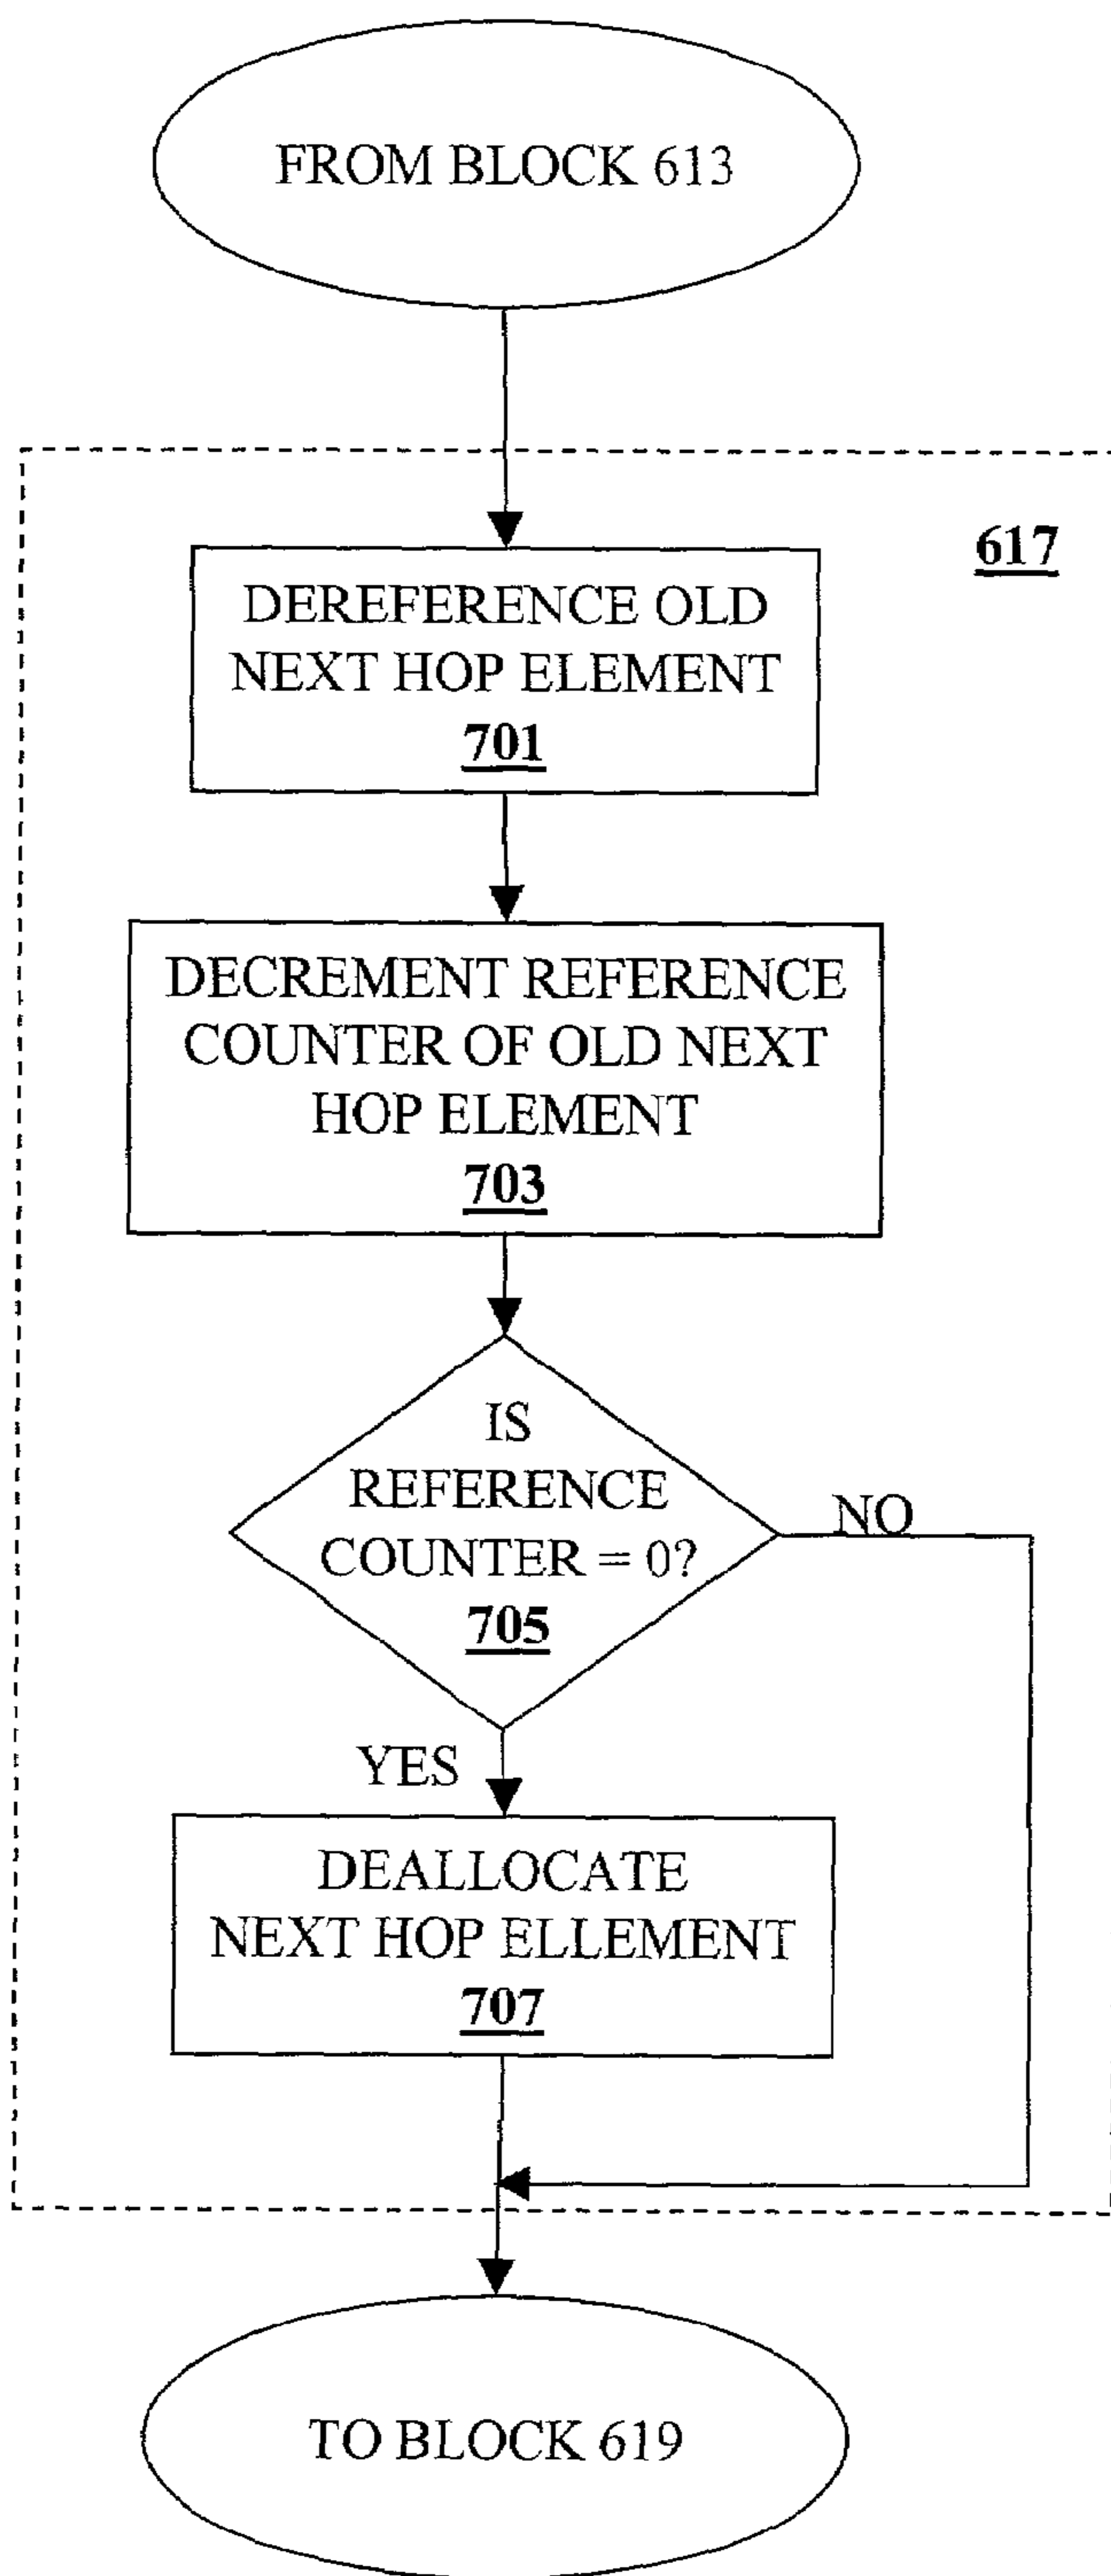 FROM BLOCK 613
617
DEREFERENCE OLD
NEXT HOP ELEMENT
701
DECREMENT REFERENCE
COUNTER OF OLD NEXT
HOP ELEMENT
703
IS
REFERENCE
COUNTER = 0?
705
NO
YES
DEALLOCATE
NEXT HOP ELLEMENT
707
TO BLOCK 619